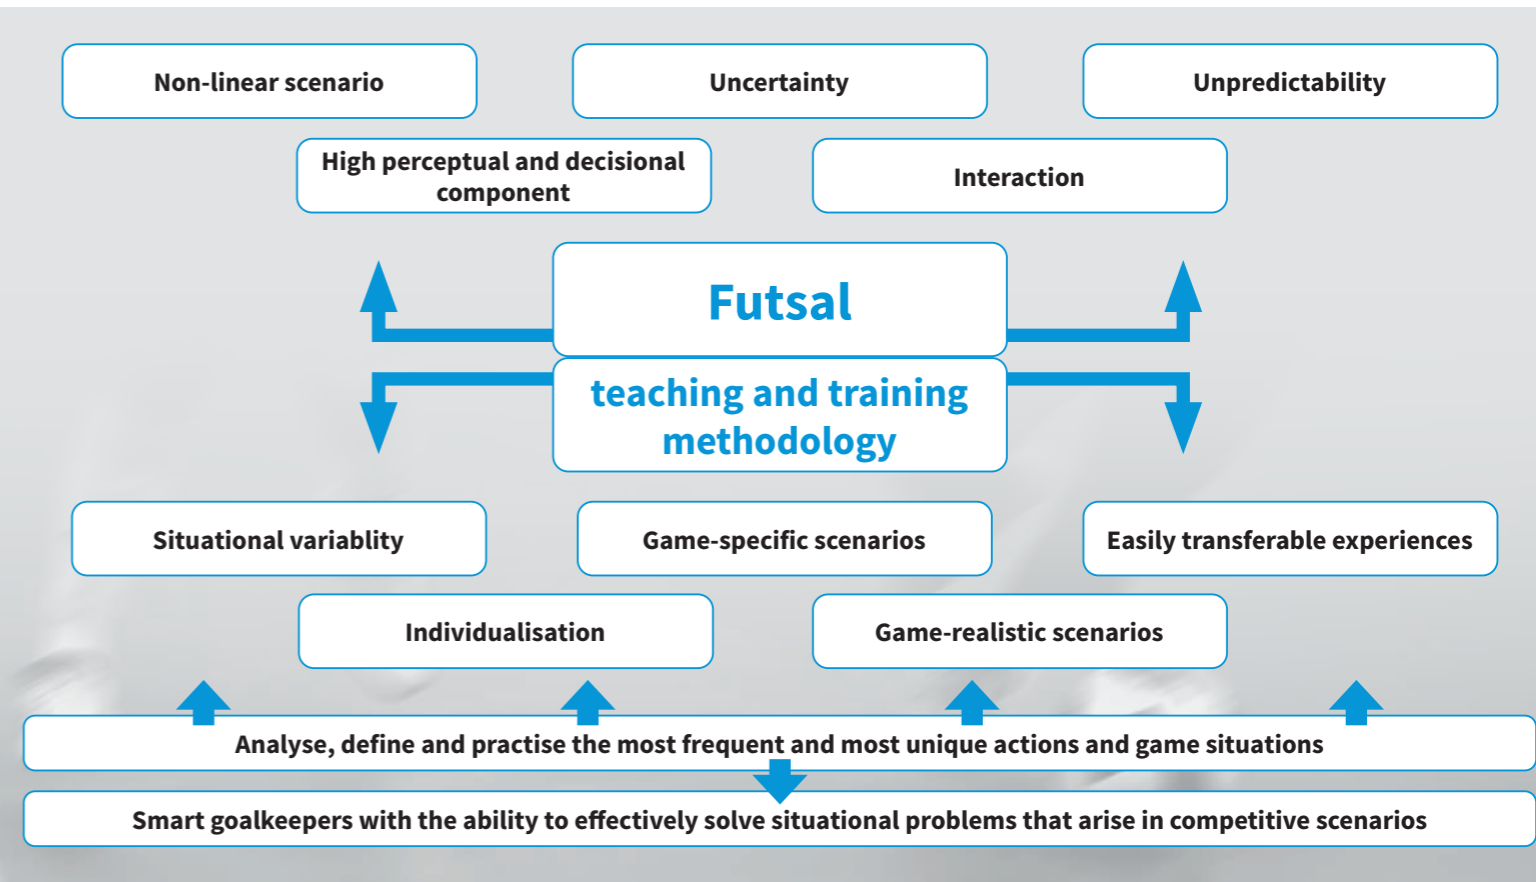 Non-linear scenario
Uncertainty
Unpredictability
High perceptual and decisional
component
Interaction
Futsal
teaching and training
methodology
Situational variablity
Game-specific scenarios
Easily transferable experiences
Individualisation
Game-realistic scenarios
Analyse, define and practise the most frequent and most unique actions and game situations
Smart goalkeepers with the ability to effectively solve situational problems that arise in competitive scenarios